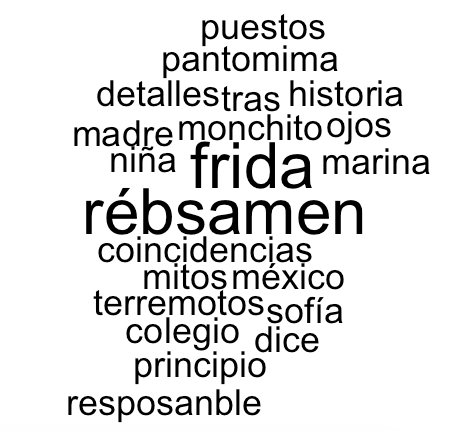 puestos
pantomima
detalles tras historia
madre monchito ojos
niña frida marina
rébsamen
coincidencias
mitos méxico
terremotos sofía
colegio dice
principio
resposanble